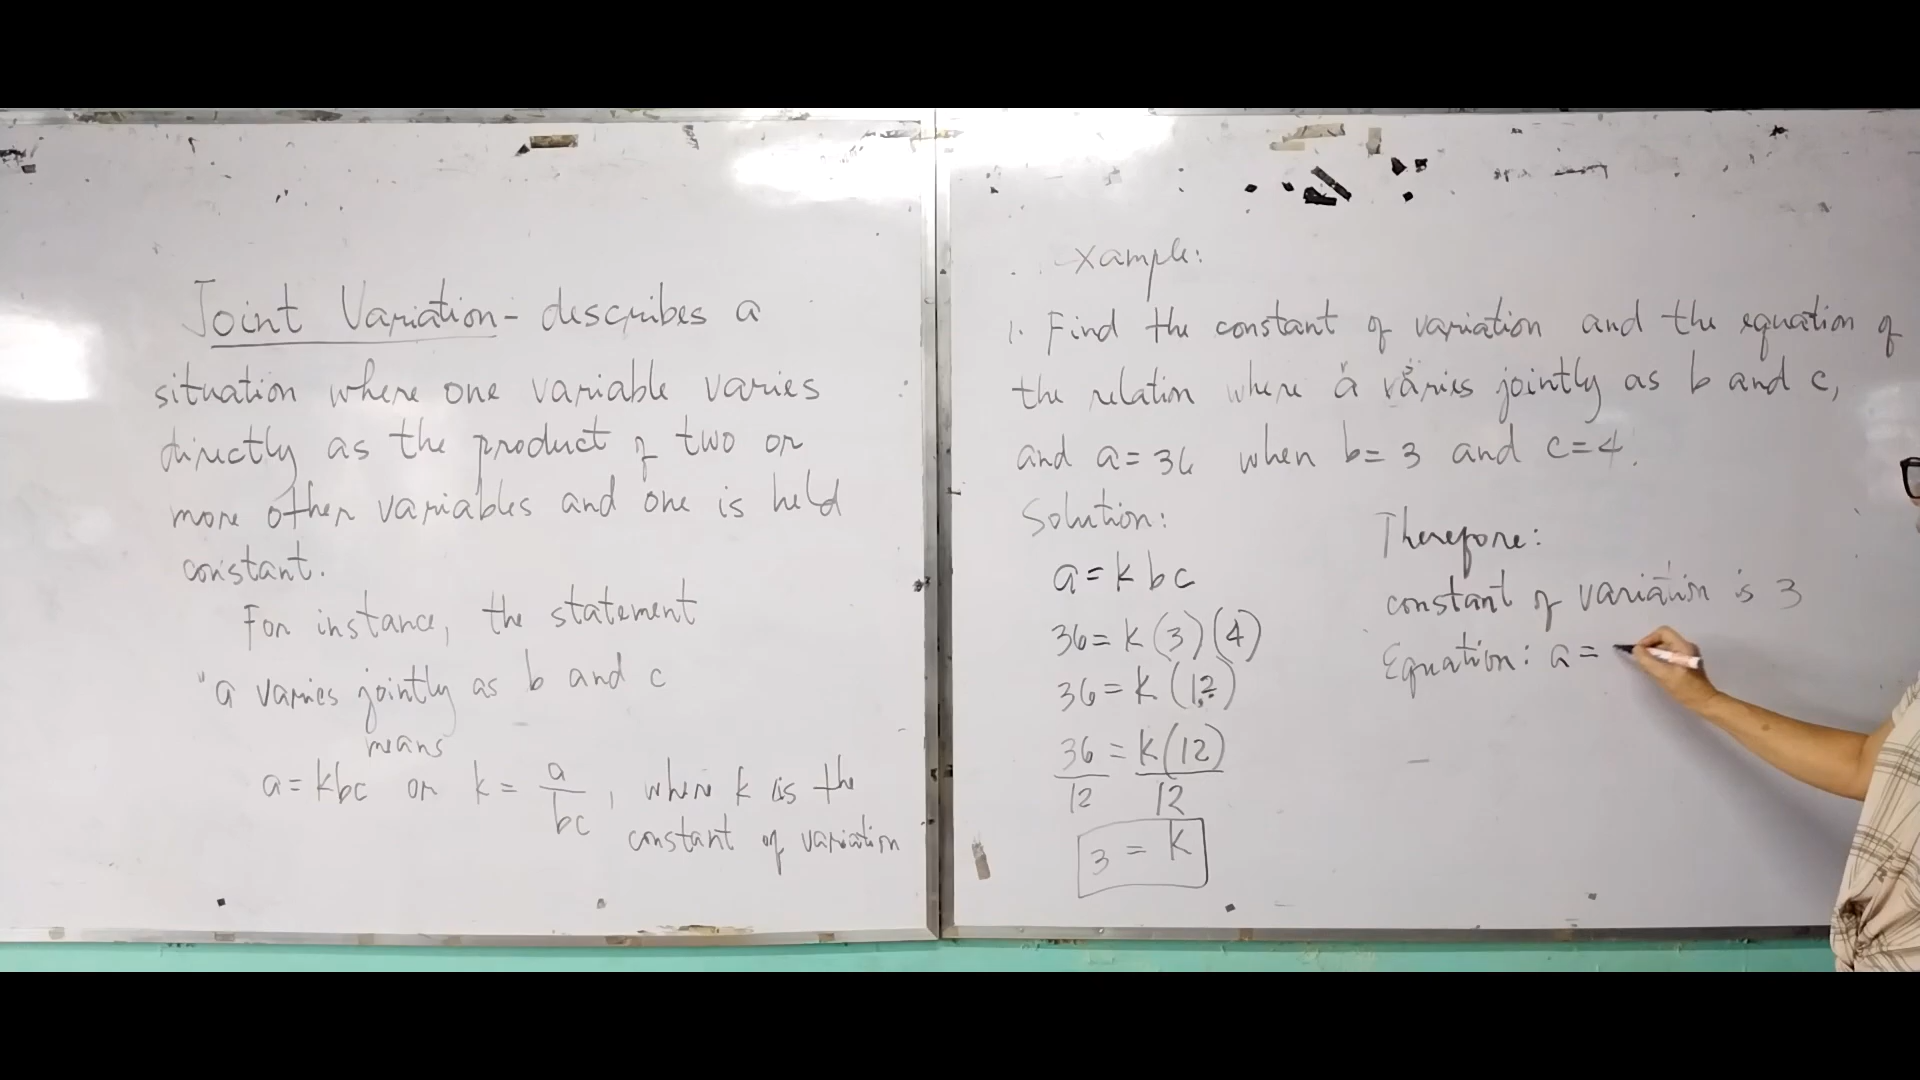 Joint Variation - describes a
situation where one variable varies
directly as the product of two or
more other variables and one is held
constant.
For instance, the statement
"a varies jointly as b and c
means
a = kbc or k = a/bc, where k is the
constant of variation
xample:
1. Find the constant of variation and the equation of
the relation where "a" varies jointly as b and c,
and a = 36 when b = 3 and c = 4.
Solution:
a = k bc
36 = k (3)(4)
36 = k (12)
36/12 = k(12)/12
3 = k
Therefore:
constant of variation is 3
Equation: a =